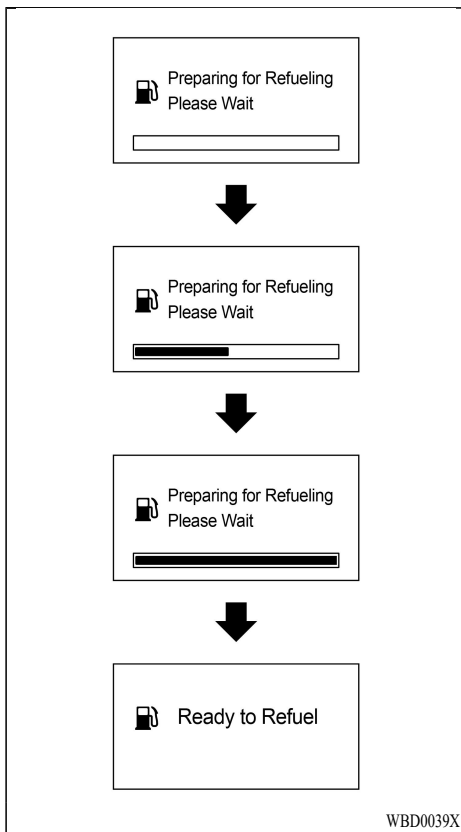 Preparing for Refueling
Please Wait
Preparing for Refueling
Please Wait
Preparing for Refueling
Please Wait
Ready to Refuel
WBD0039X